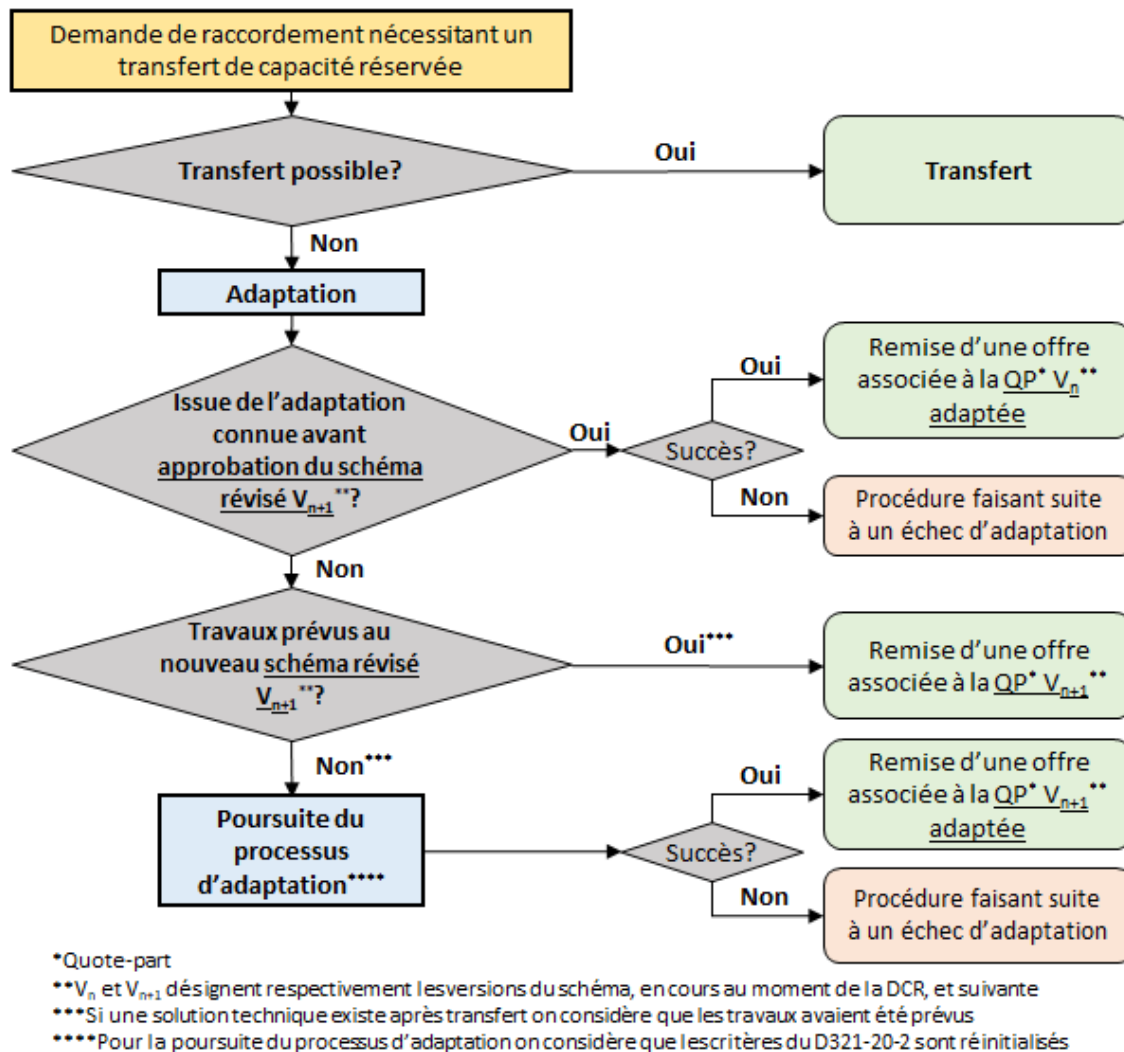 Demande de raccordement nécessitant un
transfert de capacité réservée
Transfert possible?
Oui
Transfert
Non
Adaptation
Issue de l'adaptation
connue avant
approbation du schéma
révisé Vn+1**?
Oui
Succès?
Oui
Remise d'une offre
associée à la QP* Vn**
adaptée
Non
Procédure faisant suite
à un échec d'adaptation
Non
Travaux prévus au
nouveau schéma révisé
Vn+1**?
Oui***
Remise d'une offre
associée à la QP* Vn+1**
Non***
Poursuite du
processus
d'adaptation****
Succès?
Oui
Remise d'une offre
associée à la QP* Vn+1**
adaptée
Non
Procédure faisant suite
à un échec d'adaptation
*Quote-part
**Vn et Vn+1 désignent respectivement lesversions du schéma, en cours au moment de la DCR, et suivante
***Si une solution technique existe après transfert on considère que les travaux avaient été prévus
****Pour la poursuite du processus d'adaptation on considère que lescritères du D321-20-2 sont réinitialisés